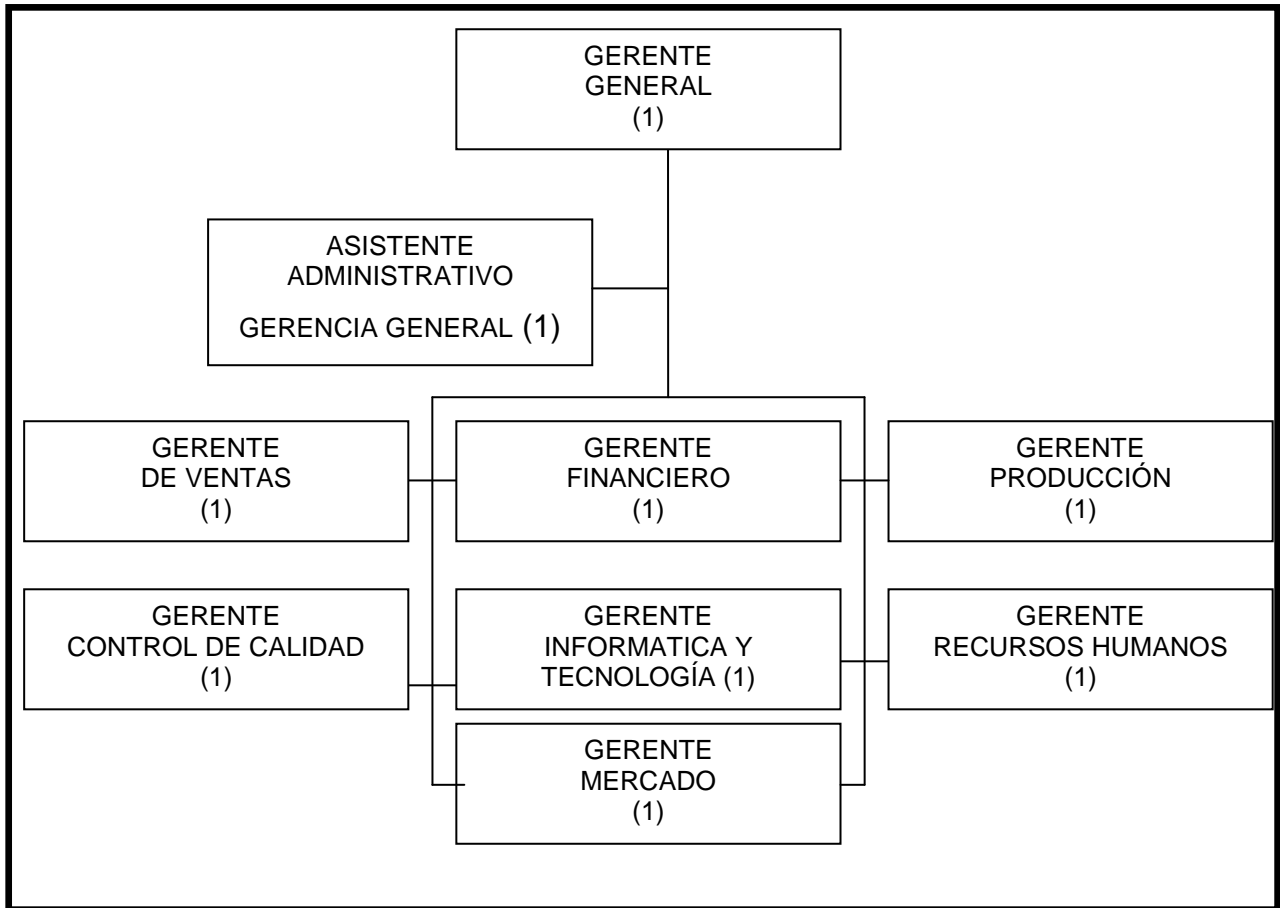 GERENTE
GENERAL
(1)
ASISTENTE
ADMINISTRATIVO
GERENCIA GENERAL (1)
GERENTE
DE VENTAS
(1)
GERENTE
FINANCIERO
(1)
GERENTE
PRODUCCIÓN
(1)
GERENTE
CONTROL DE CALIDAD
(1)
GERENTE
INFORMATICA Y
TECNOLOGÍA (1)
GERENTE
RECURSOS HUMANOS
(1)
GERENTE
MERCADO
(1)